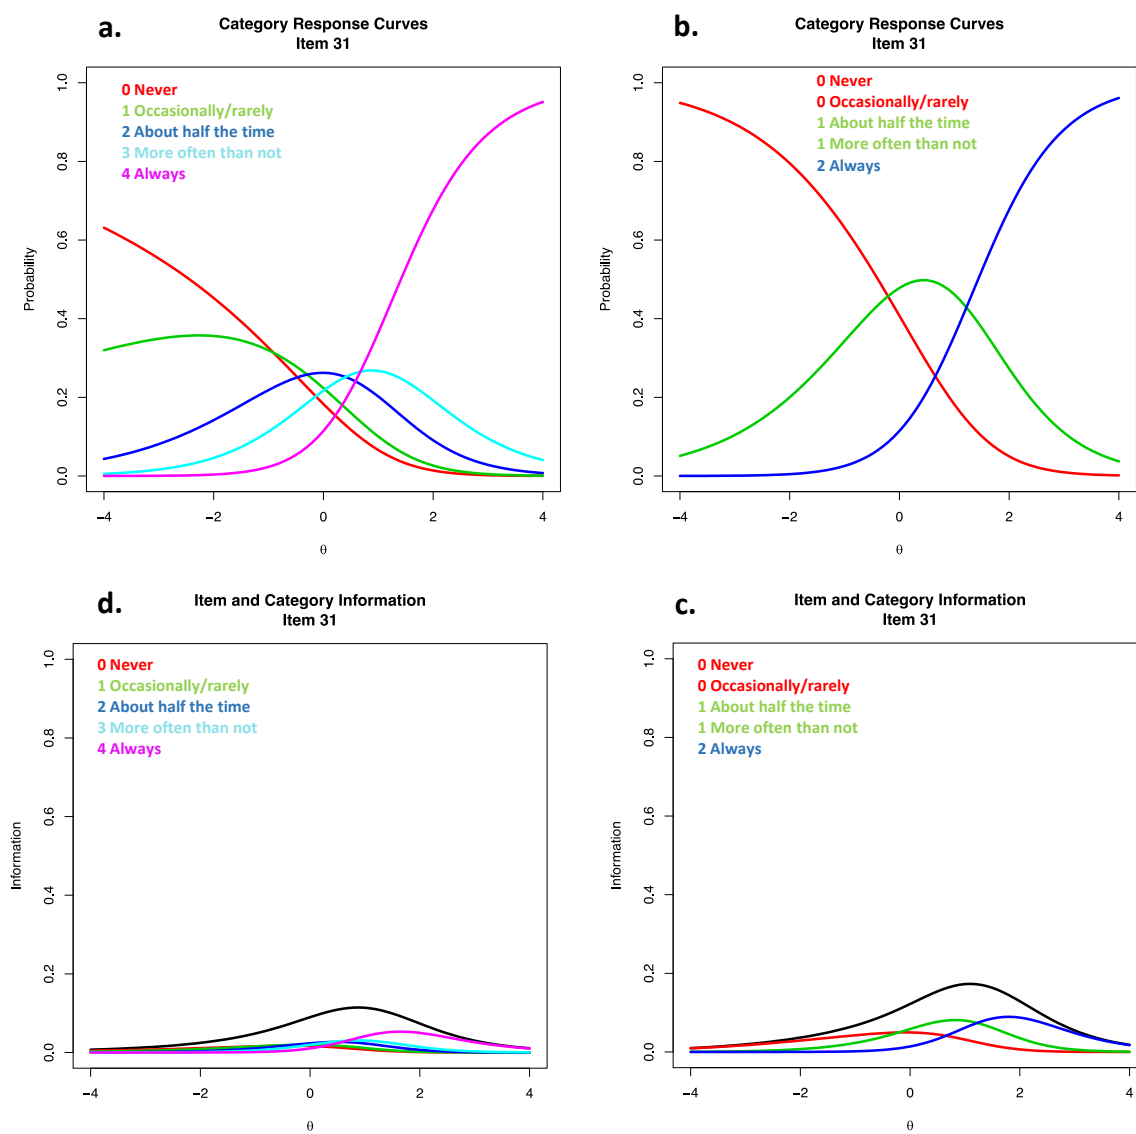 a.
Category Response Curves
Item 31
0 Never
1 Occasionally/rarely
2 About half the time
3 More often than not
4 Always
Probability
0.0
0.2
0.4
0.6
0.8
1.0
−4
−2
0
2
4
θ
b.
Category Response Curves
Item 31
0 Never
0 Occasionally/rarely
1 About half the time
1 More often than not
2 Always
Probability
0.0
0.2
0.4
0.6
0.8
1.0
−4
−2
0
2
4
θ
d.
Item and Category Information
Item 31
0 Never
1 Occasionally/rarely
2 About half the time
3 More often than not
4 Always
Information
0.0
0.2
0.4
0.6
0.8
1.0
−4
−2
0
2
4
θ
c.
Item and Category Information
Item 31
0 Never
0 Occasionally/rarely
1 About half the time
1 More often than not
2 Always
Information
0.0
0.2
0.4
0.6
0.8
1.0
−4
−2
0
2
4
θ